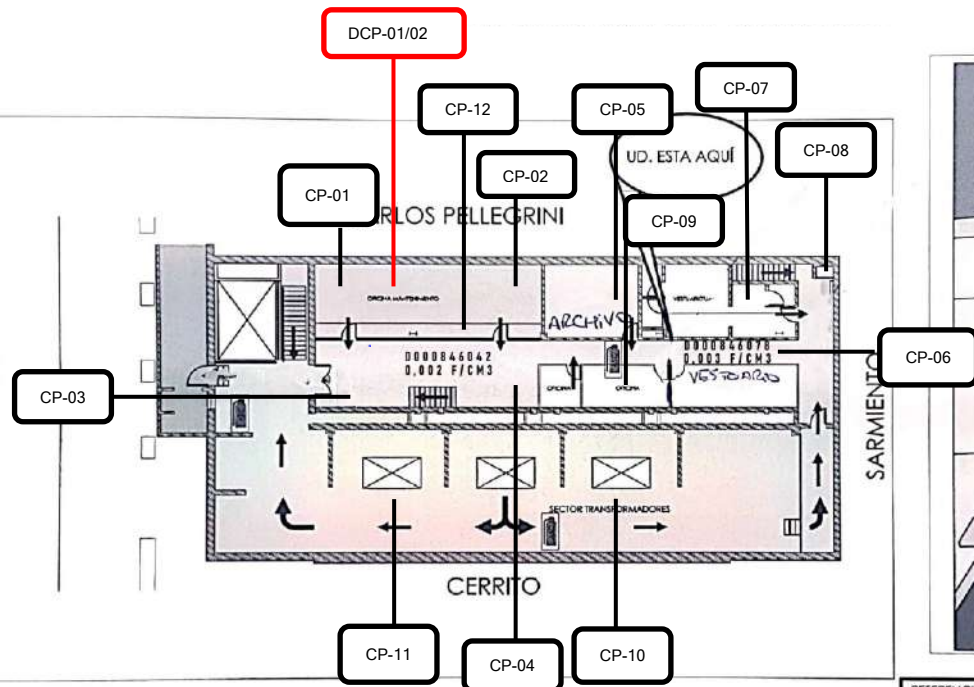 DCP-01/02
CP-12
CP-05
CP-07
UD. ESTA AQUÍ
CP-08
CP-01
CP-02
CP-09
RLOS PELLEGRINI
OFICINA MANTENIMIENTO
ARCHIVO
D000846042
0,002 F/CM3
D000846078
0,003 F/CM3
VESTUARIO
CP-06
CP-03
OFICINA
OFICINA
SARMIENTO
SECTOR TRANSFORMADORES
CERRITO
CP-11
CP-04
CP-10